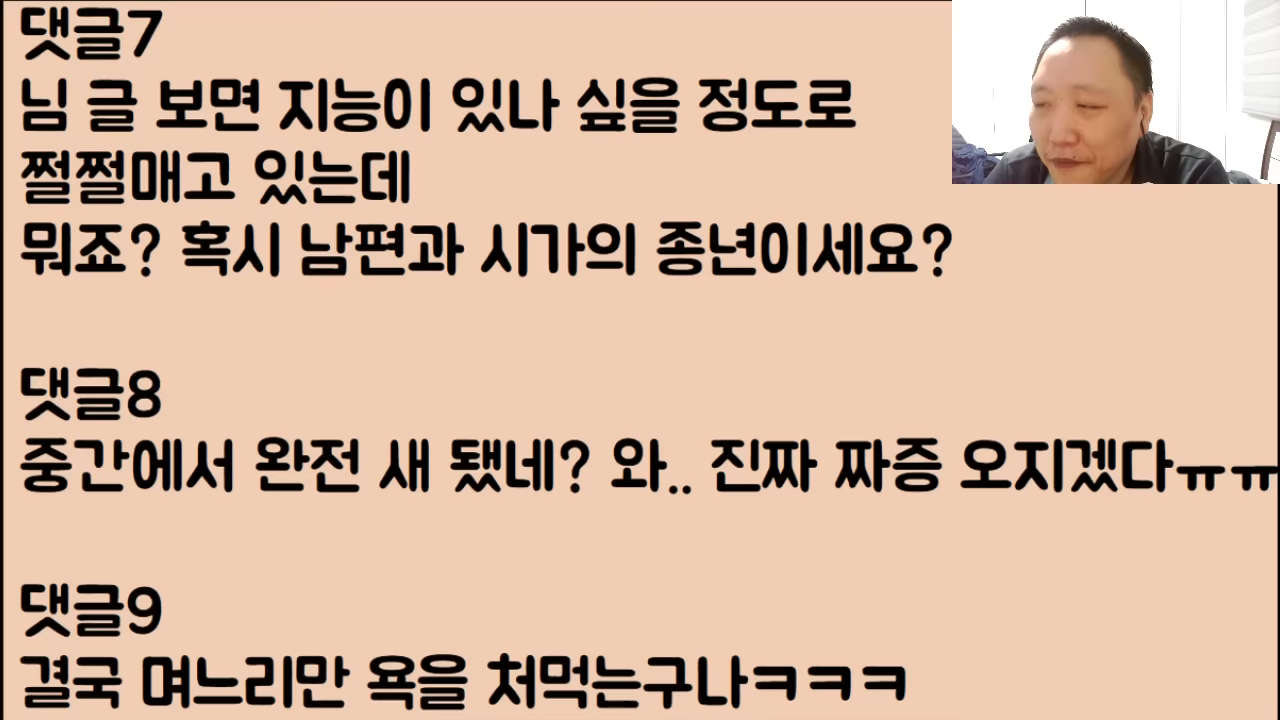 댓글7
님 글 보면 지능이 있나 싶을 정도로
쩔쩔매고 있는데
뭐죠? 혹시 남편과 시가의 종년이세요?
댓글8
중간에서 완전 새 됐네? 와.. 진짜 짜증 오지겠다ㅠㅠ
댓글9
결국 며느리만 욕을 처먹는구나ㅋㅋㅋ